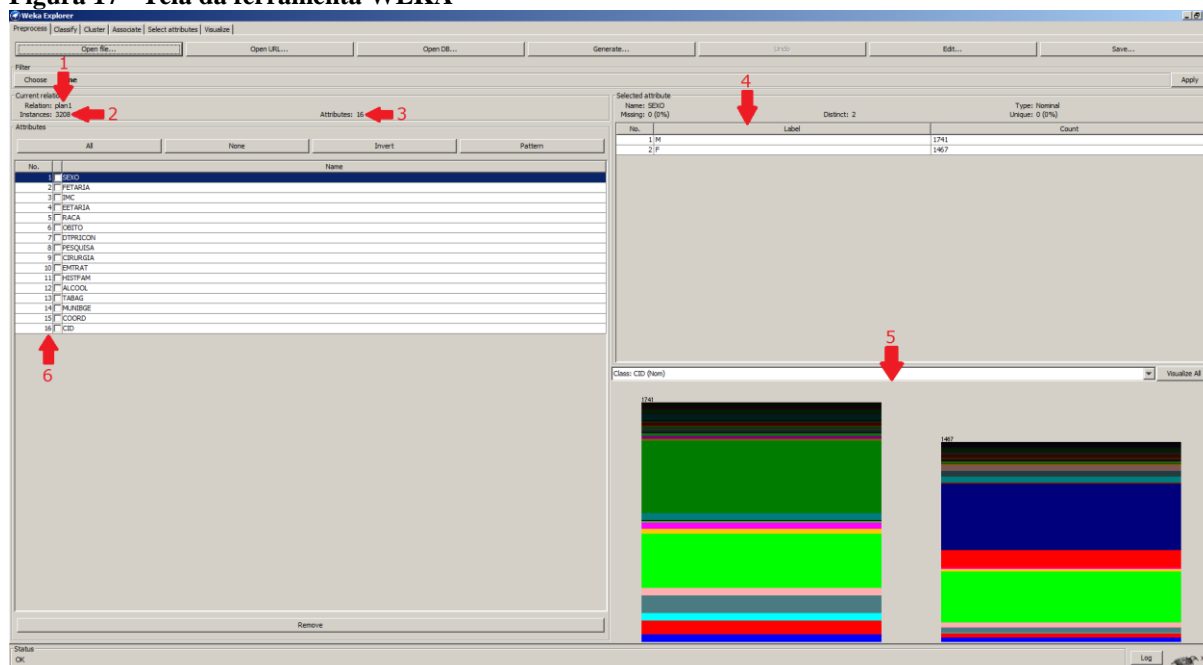 Figura 17 - Tela da ferramenta WEKA
Weka Explorer
Preprocess Classify Cluster Associate Select attributes Visualize
Open file... Open URL... Open DB... Generate... Undo Edit... Save...
Filter
1
Choose
Apply
Current relation
Relation: plan1
Instances: 3208
2
Attributes: 16
3
Attributes
All None Invert Pattern
No. Name
1 SEXO
2 FETARIA
3 IMC
4 EETARIA
5 RACA
6 OBITO
7 DTPRICON
8 PESQUISA
9 CIRURGIA
10 EMTRAT
11 HISTFAM
12 ALCOOL
13 TABAG
14 MUNIBGE
15 COORD
16 CID
6
Remove
4
Selected attribute
Name: SEXO Type: Nominal
Missing: 0 (0%) Distinct: 2 Unique: 0 (0%)
No. Label Count
1 M 1741
2 F 1467
5
Class: CID (Nom) Visualize All
1741
1467
Status
OK
Log